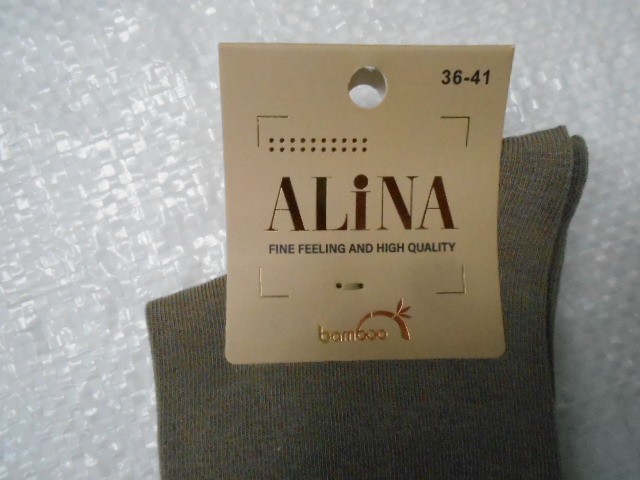 36-41
ALiNA
FINE FEELING AND HIGH QUALITY
bamboo